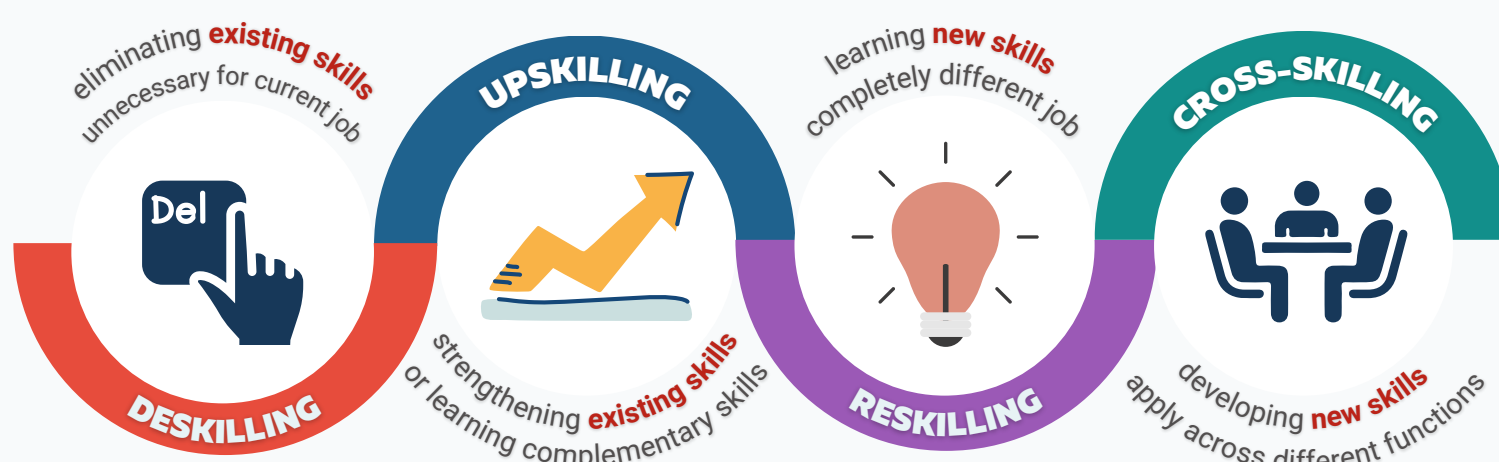 eliminating existing skills
unnecessary for current job
Del
DESKILLING
UPSKILLING
strengthening existing skills
or learning complementary skills
learning new skills
completely different job
RESKILLING
CROSS-SKILLING
developing new skills
apply across different functions